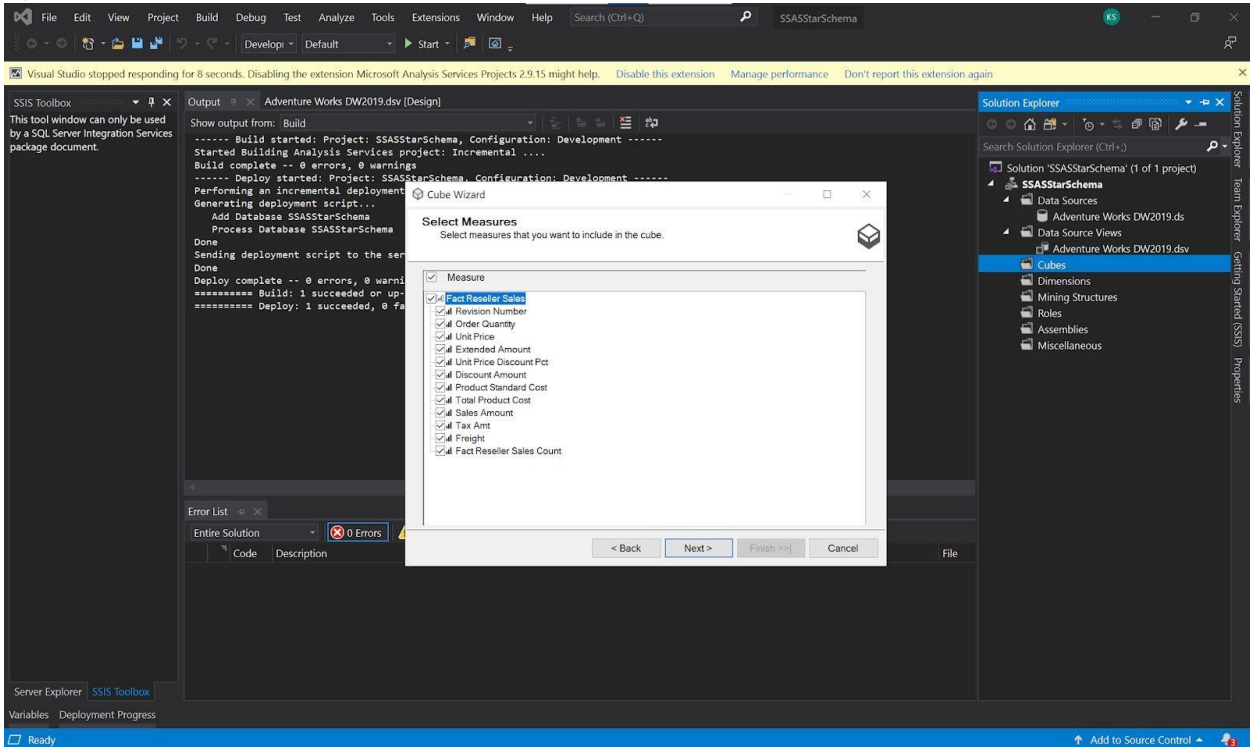 File Edit View Project Build Debug Test Analyze Tools Extensions Window Help Search (Ctrl+Q) SSASStarSchema KS
Developi Default Start
Visual Studio stopped responding for 8 seconds. Disabling the extension Microsoft Analysis Services Projects 2.9.15 might help. Disable this extension Manage performance Don't report this extension again
SSIS Toolbox
This tool window can only be used
by a SQL Server Integration Services
package document.
Output Adventure Works DW2019.dsv [Design]
Show output from: Build
------ Build started: Project: SSASStarSchema, Configuration: Development ------
Started Building Analysis Services project: Incremental ....
Build complete -- 0 errors, 0 warnings
------ Deploy started: Project: SSASStarSchema, Configuration: Development ------
Performing an incremental deployment
Generating deployment script...
Add Database SSASStarSchema
Process Database SSASStarSchema
Done
Sending deployment script to the ser
Done
Deploy complete -- 0 errors, 0 warni
========== Build: 1 succeeded or up-
========== Deploy: 1 succeeded, 0 fa
Cube Wizard
Select Measures
Select measures that you want to include in the cube.
Measure
Fact Reseller Sales
Revision Number
Order Quantity
Unit Price
Extended Amount
Unit Price Discount Pct
Discount Amount
Product Standard Cost
Total Product Cost
Sales Amount
Tax Amt
Freight
Fact Reseller Sales Count
< Back Next > Finish >>| Cancel
Error List
Entire Solution 0 Errors
Code Description File
Solution Explorer
Search Solution Explorer (Ctrl+;)
Solution 'SSASStarSchema' (1 of 1 project)
SSASStarSchema
Data Sources
Adventure Works DW2019.ds
Data Source Views
Adventure Works DW2019.dsv
Cubes
Dimensions
Mining Structures
Roles
Assemblies
Miscellaneous
Solution Explorer
Team Explorer
Getting Started (SSIS)
Properties
Server Explorer SSIS Toolbox
Variables Deployment Progress
Ready Add to Source Control 3